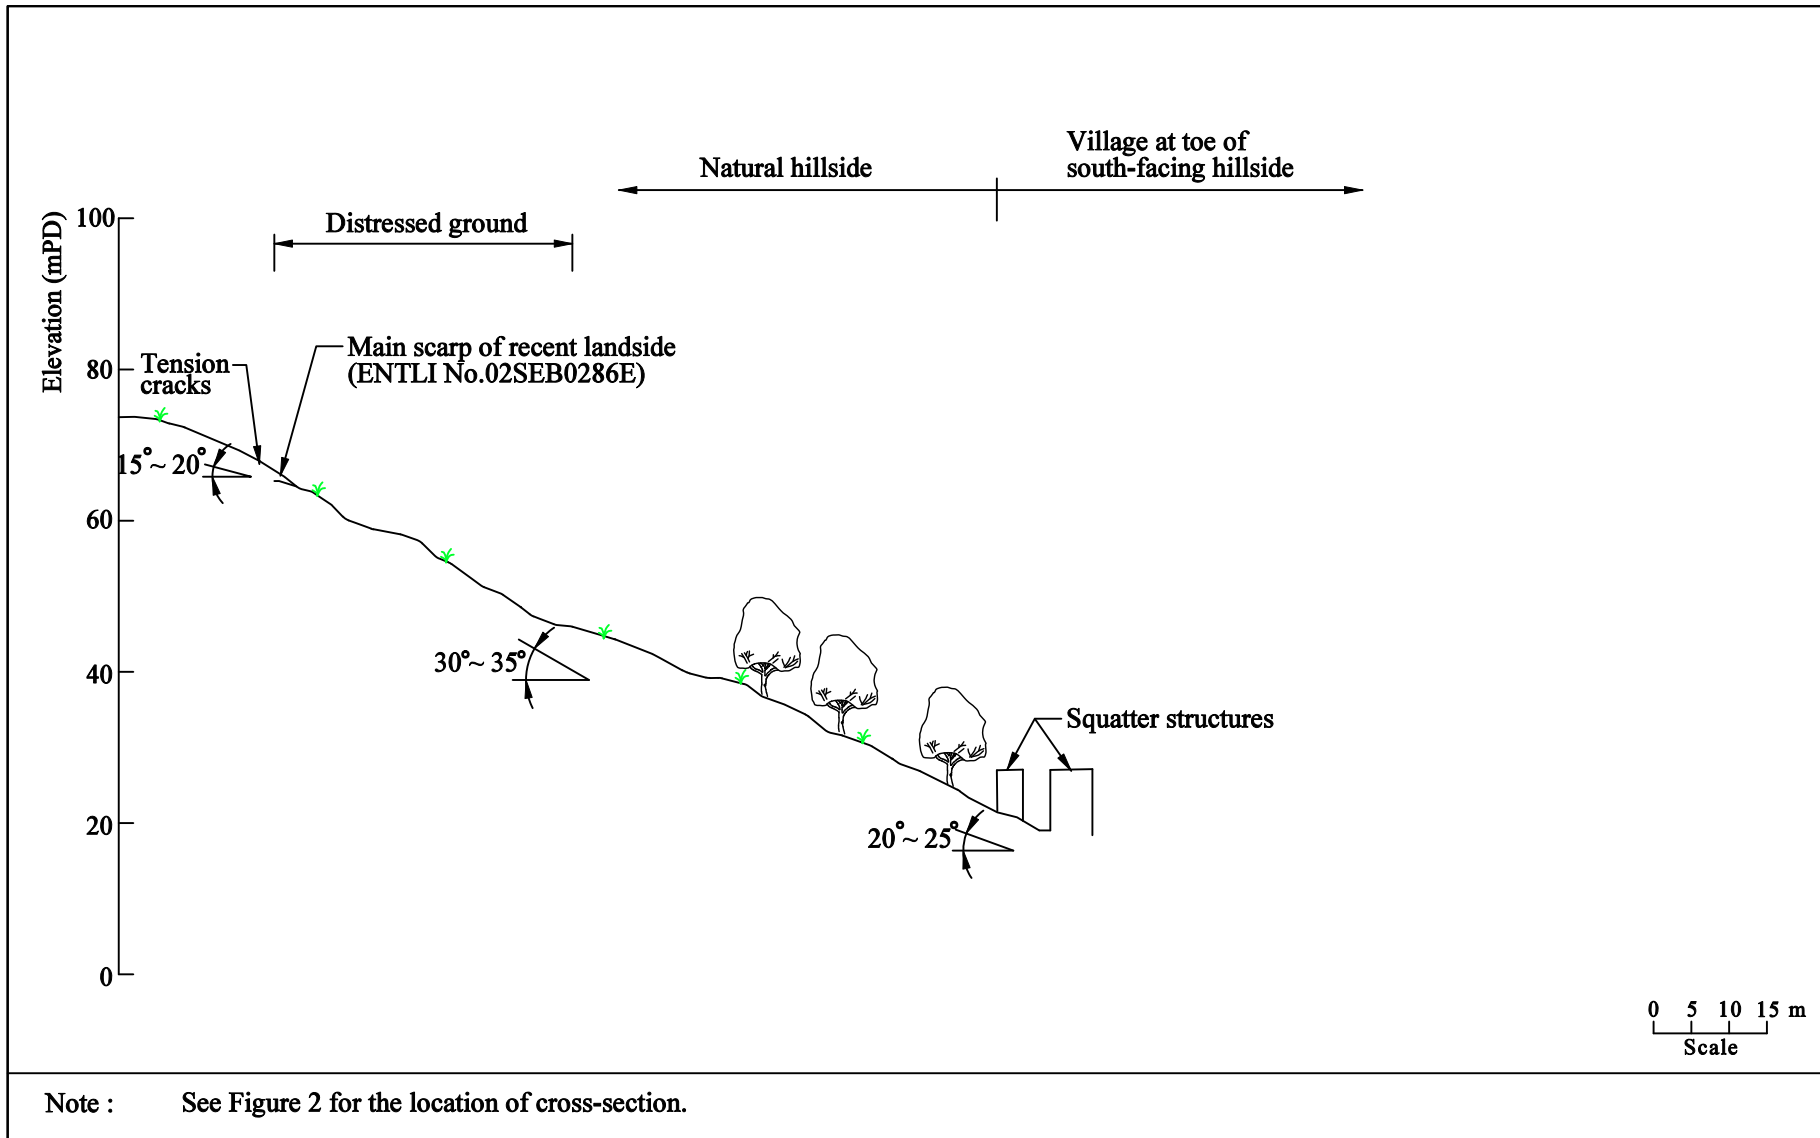 Village at toe of
south-facing hillside
Natural hillside
Distressed ground
Elevation (mPD)
100
80
60
40
20
0
Main scarp of recent landside
(ENTLI No.02SEB0286E)
Tension
cracks
15°~ 20°
30°~ 35°
Squatter structures
20°~ 25°
0 5 10 15 m
Scale
Note : See Figure 2 for the location of cross-section.